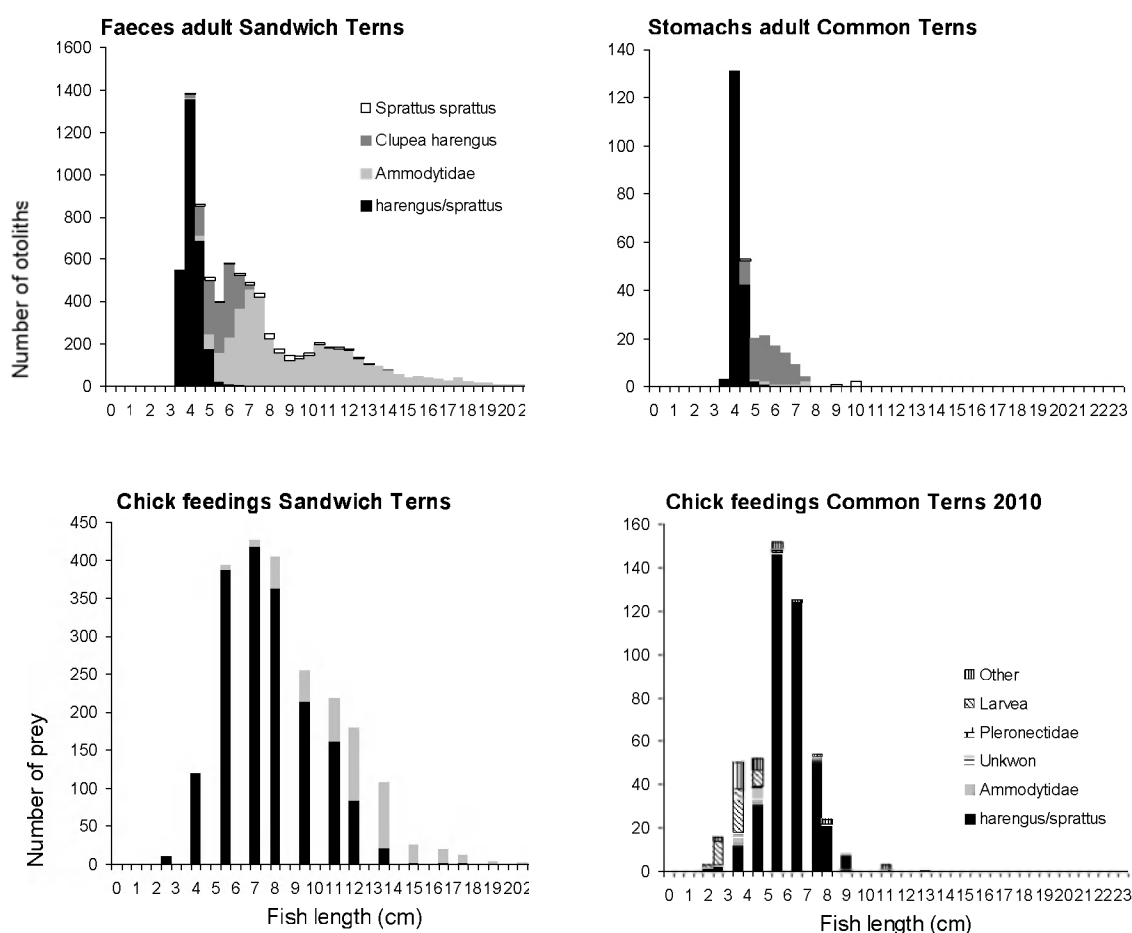 Faeces adult Sandwich Terns
Number of otoliths
1600
1400
1200
1000
800
600
400
200
0
Sprattus sprattus
Clupea harengus
Ammodytidae
harengus/sprattus
0 1 2 3 4 5 6 7 8 9 10 11 12 13 14 15 16 17 18 19 20 2
Stomachs adult Common Terns
140
120
100
80
60
40
20
0
0 1 2 3 4 5 6 7 8 9 10 11 12 13 14 15 16 17 18 19 20 21 22 23
Chick feedings Sandwich Terns
Number of prey
450
400
350
300
250
200
150
100
50
0
0 1 2 3 4 5 6 7 8 9 10 11 12 13 14 15 16 17 18 19 20 2
Fish length (cm)
Chick feedings Common Terns 2010
160
140
120
100
80
60
40
20
0
Other
Larvea
Pleronectidae
Unkwon
Ammodytidae
harengus/sprattus
0 1 2 3 4 5 6 7 8 9 10 11 12 13 14 15 16 17 18 19 20 21 22 23
Fish length (cm)